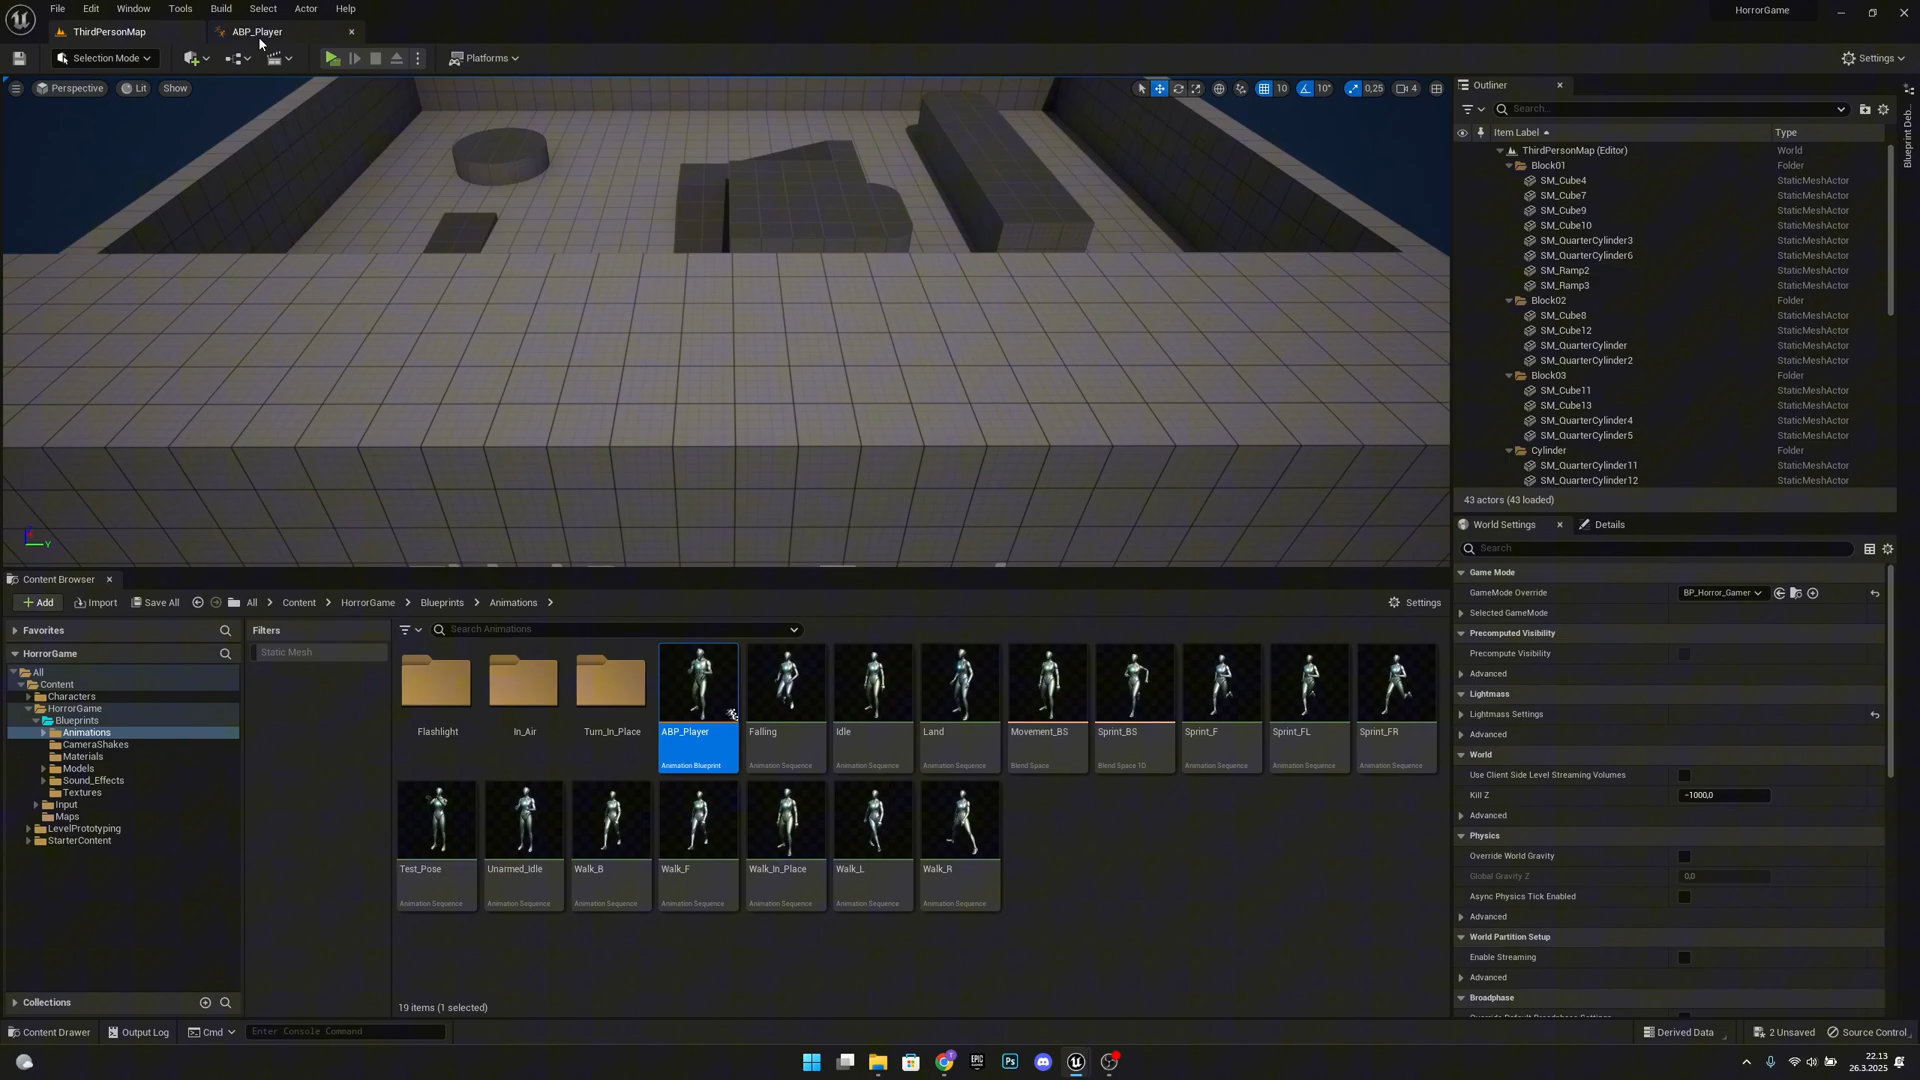 File Edit Window Tools Build Select Actor Help
HorrorGame
ThirdPersonMap
ABP_Player
Selection Mode
Platforms
Settings
Perspective
Lit
Show
10
10°
0,25
4
Outliner
Search...
Item Label
Type
ThirdPersonMap (Editor) World
Block01 Folder
SM_Cube4 StaticMeshActor
SM_Cube7 StaticMeshActor
SM_Cube9 StaticMeshActor
SM_Cube10 StaticMeshActor
SM_QuarterCylinder3 StaticMeshActor
SM_QuarterCylinder6 StaticMeshActor
SM_Ramp2 StaticMeshActor
SM_Ramp3 StaticMeshActor
Block02 Folder
SM_Cube8 StaticMeshActor
SM_Cube12 StaticMeshActor
SM_QuarterCylinder StaticMeshActor
SM_QuarterCylinder2 StaticMeshActor
Block03 Folder
SM_Cube11 StaticMeshActor
SM_Cube13 StaticMeshActor
SM_QuarterCylinder4 StaticMeshActor
SM_QuarterCylinder5 StaticMeshActor
Cylinder Folder
SM_QuarterCylinder11 StaticMeshActor
SM_QuarterCylinder12 StaticMeshActor
43 actors (43 loaded)
Blueprint Deb...
Y
World Settings
Details
Search
Game Mode
GameMode Override BP_Horror_Gamer
Selected GameMode
Precomputed Visibility
Precompute Visibility
Advanced
Lightmass
Lightmass Settings
Advanced
World
Use Client Side Level Streaming Volumes
Kill Z -1000,0
Advanced
Physics
Override World Gravity
Global Gravity Z 0,0
Async Physics Tick Enabled
Advanced
World Partition Setup
Enable Streaming
Advanced
Broadphase
Content Browser
Add
Import
Save All
All
Content
HorrorGame
Blueprints
Animations
Settings
Favorites
HorrorGame
All
Content
Characters
HorrorGame
Blueprints
Animations
CameraShakes
Materials
Models
Sound_Effects
Textures
Input
Maps
LevelPrototyping
StarterContent
Collections
Filters
Static Mesh
Search Animations
Flashlight
In_Air
Turn_In_Place
ABP_Player
Animation Blueprint
Falling
Animation Sequence
Idle
Animation Sequence
Land
Animation Sequence
Movement_BS
Blend Space
Sprint_BS
Blend Space 1D
Sprint_F
Animation Sequence
Sprint_FL
Animation Sequence
Sprint_FR
Animation Sequence
Test_Pose
Animation Sequence
Unarmed_Idle
Animation Sequence
Walk_B
Animation Sequence
Walk_F
Animation Sequence
Walk_In_Place
Animation Sequence
Walk_L
Animation Sequence
Walk_R
Animation Sequence
19 items (1 selected)
Content Drawer
Output Log
Cmd
Enter Console Command
Derived Data
2 Unsaved
Source Control
EPIC
Ps
22.13
26.3.2025